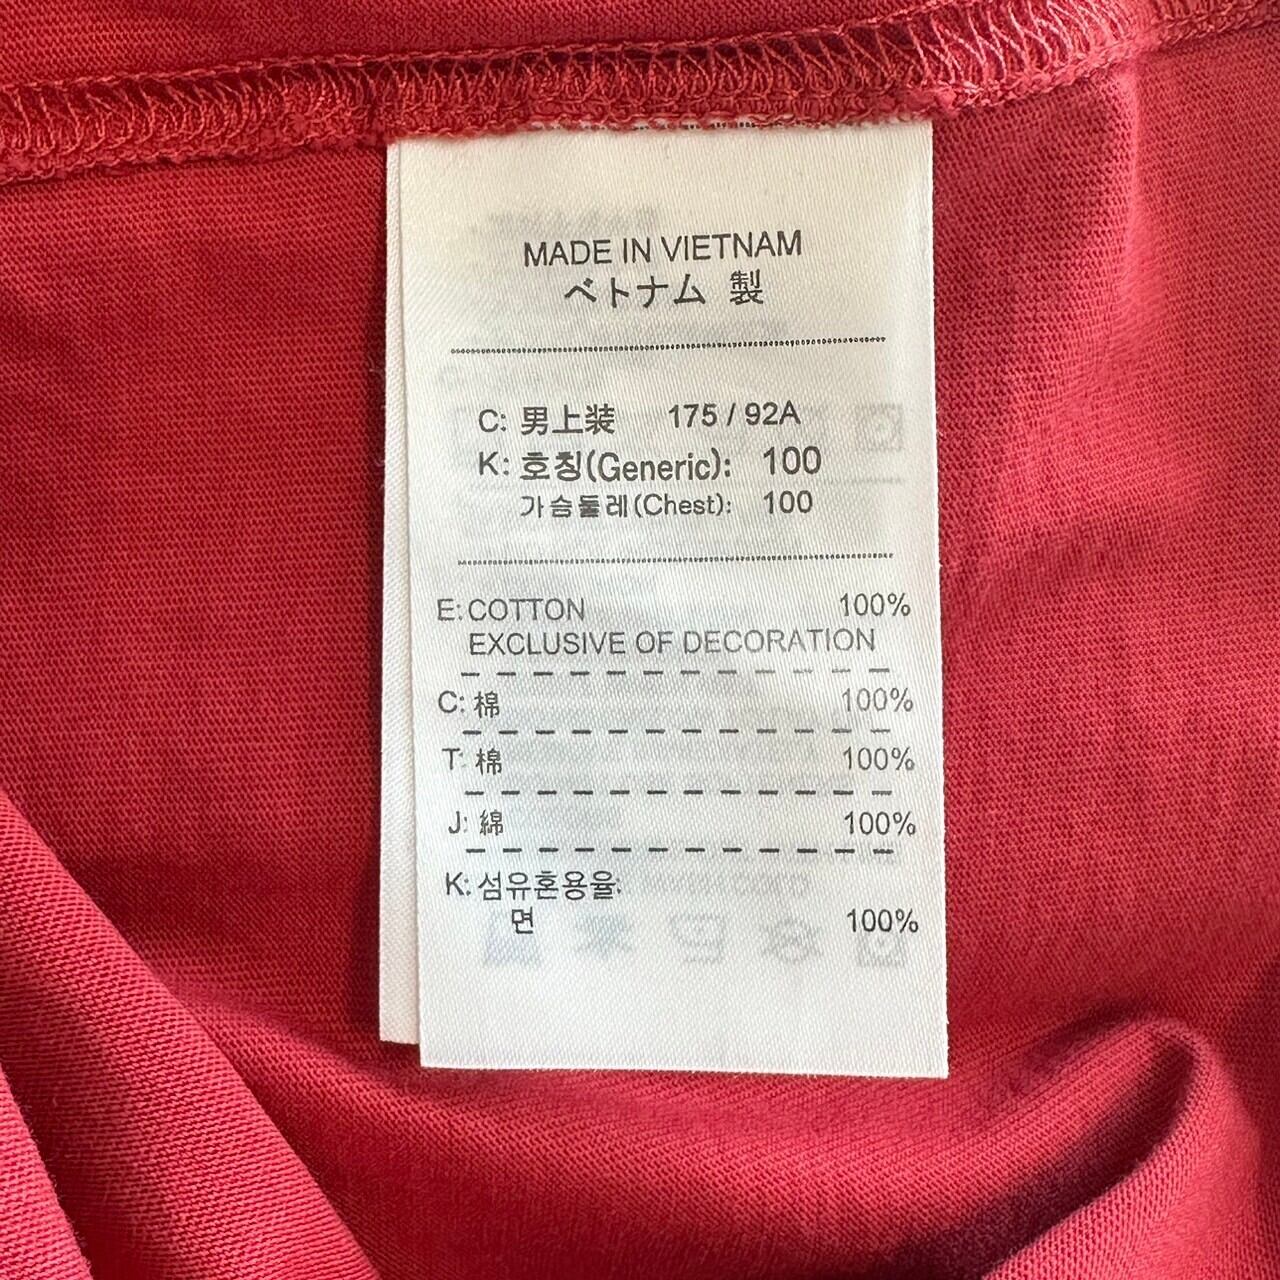 MADE IN VIETNAM
ベトナム 製
C: 男上装 175 / 92A
K: 호칭(Generic): 100
가슴둘레(Chest): 100
E: COTTON 100%
EXCLUSIVE OF DECORATION
C: 棉 100%
T: 棉 100%
J: 綿 100%
K: 섬유혼용율:
면 100%